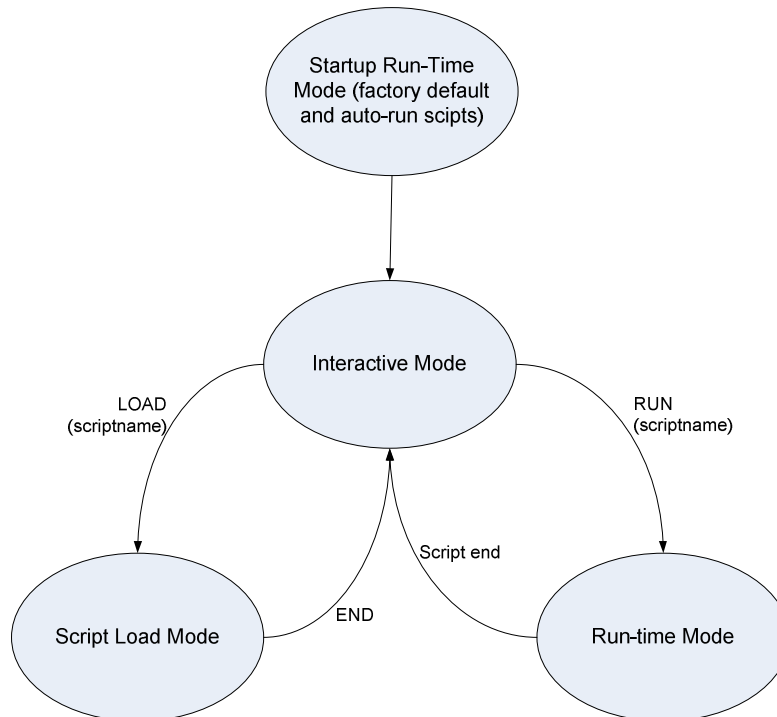 Startup Run-Time
Mode (factory default
and auto-run scipts)
Interactive Mode
LOAD
(scriptname)
RUN
(scriptname)
Script end
END
Script Load Mode
Run-time Mode